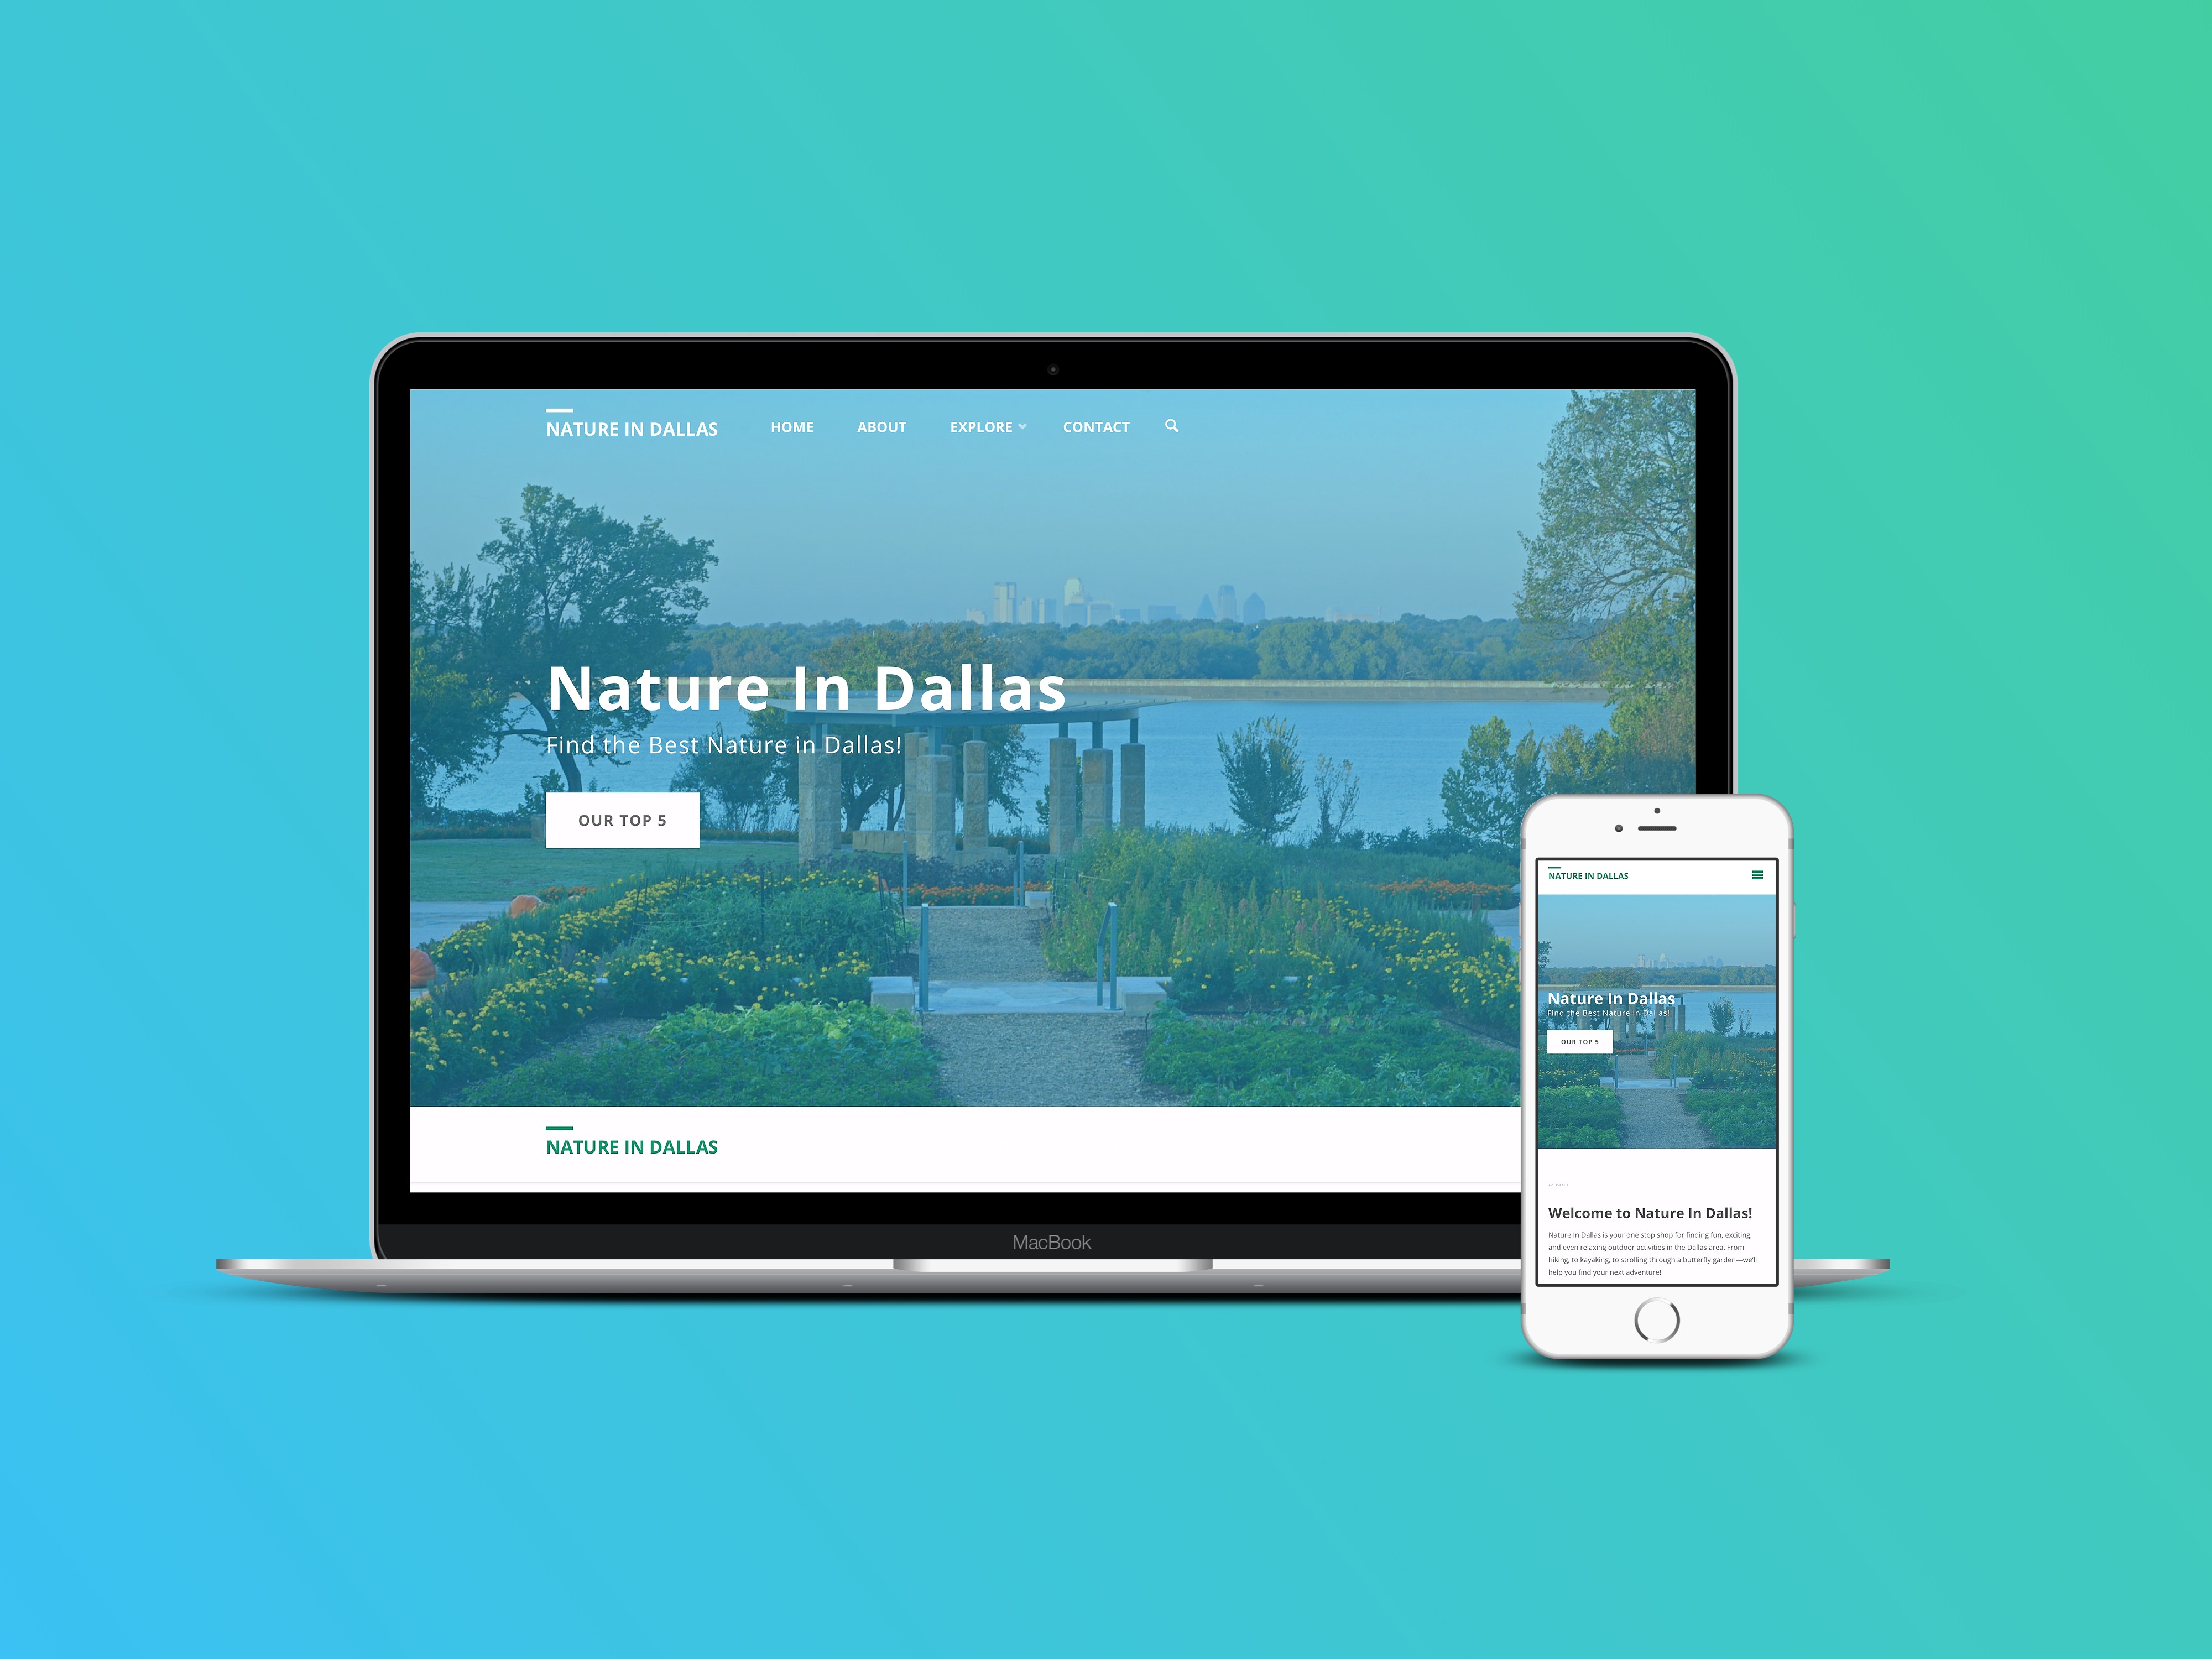 NATURE IN DALLAS HOME ABOUT EXPLORE CONTACT
Nature In Dallas
Find the Best Nature in Dallas!
OUR TOP 5
NATURE IN DALLAS
MacBook
NATURE IN DALLAS
Nature In Dallas
Find the Best Nature in Dallas!
OUR TOP 5
Welcome to Nature In Dallas!
Nature In Dallas is your one stop shop for finding fun, exciting,
and even relaxing outdoor activities in the Dallas area. From
hiking, to kayaking, to strolling through a butterfly garden—we'll
help you find your next adventure!